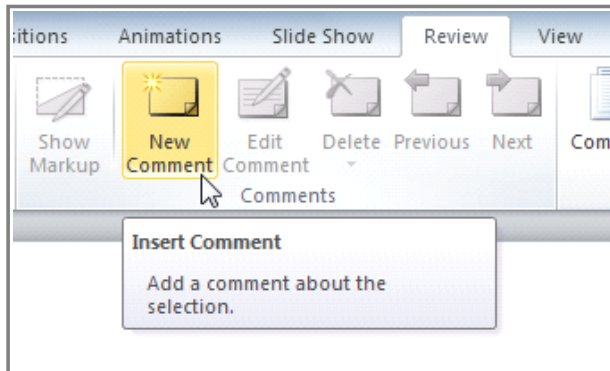 sitions Animations Slide Show Review View
Show Markup
New Comment
Edit Comment
Delete
Previous
Next
Com
Comments
Insert Comment
Add a comment about the
selection.